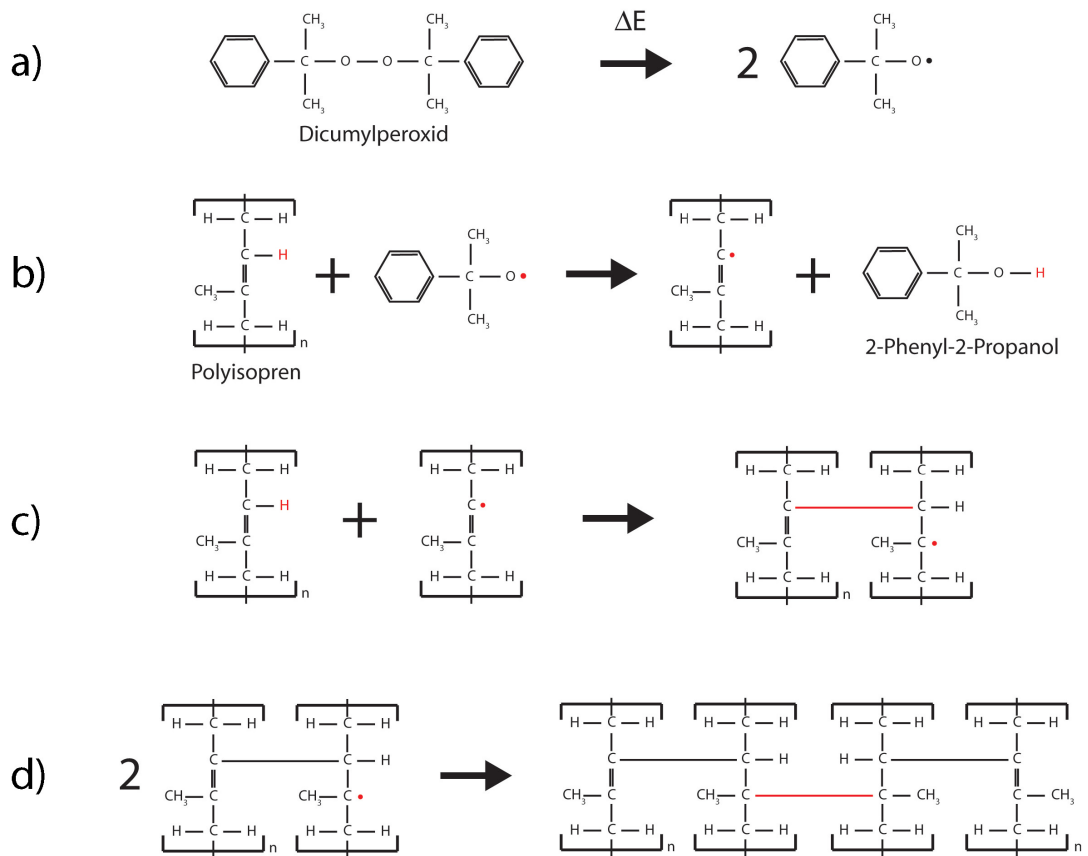 CH₃ CH₃ ΔE CH₃
a) C O O C 2 C O•
CH₃ CH₃ CH₃
Dicumylperoxid
H C H H C H
CH₃ CH₃
C H C•
b) + C O• + C O H
CH₃ C CH₃ C
CH₃ CH₃
H C H H C H
n
2-Phenyl-2-Propanol
Polyisopren
H C H H C H H C H H C H
C H C• C C H
c) +
CH₃ C CH₃ C CH₃ C CH₃ C•
H C H H C H H C H H C H
n n
H C H H C H H C H H C H H C H H C H
C C H C C H H C C
d) 2
CH₃ C CH₃ C• CH₃ C CH₃ C C CH₃ CH₃ C
H C H H C H H C H H C H H C H H C H
n n n